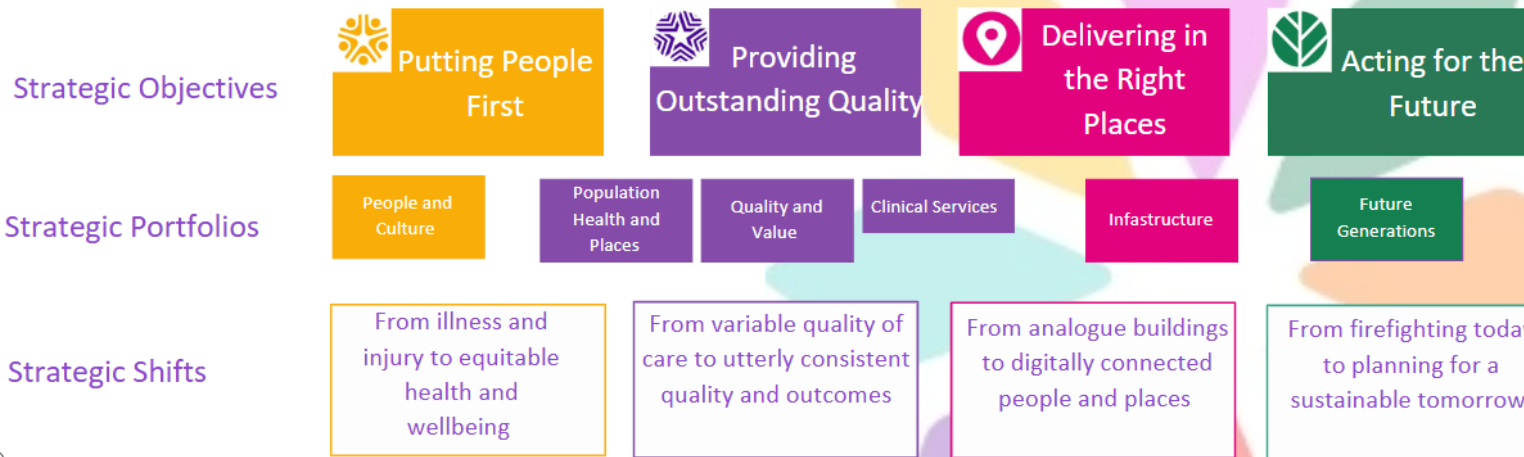 Strategic Objectives
Putting People
First
Providing
Outstanding Quality
Delivering in
the Right
Places
Acting for the
Future
Strategic Portfolios
People and
Culture
Population
Health and
Places
Quality and
Value
Clinical Services
Infastructure
Future
Generations
Strategic Shifts
From illness and
injury to equitable
health and
wellbeing
From variable quality of
care to utterly consistent
quality and outcomes
From analogue buildings
to digitally connected
people and places
From firefighting today
to planning for a
sustainable tomorrow